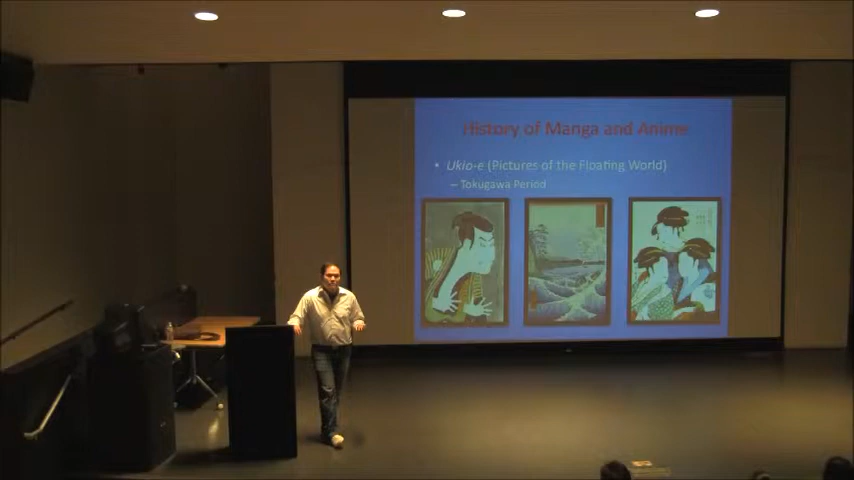 History of Manga and Anime
• Ukio-e (Pictures of the Floating World)
– Tokugawa Period